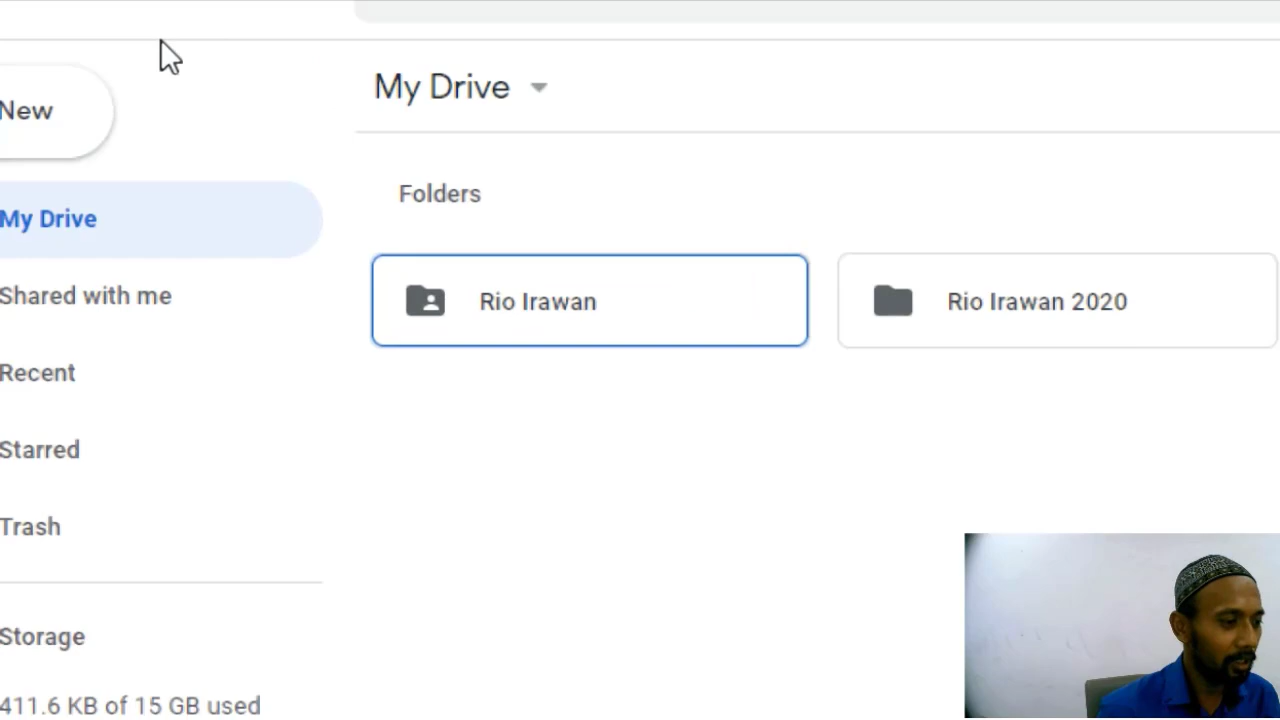 New
My Drive
Shared with me
Recent
Starred
Trash
Storage
411.6 KB of 15 GB used
My Drive
Folders
Rio Irawan
Rio Irawan 2020